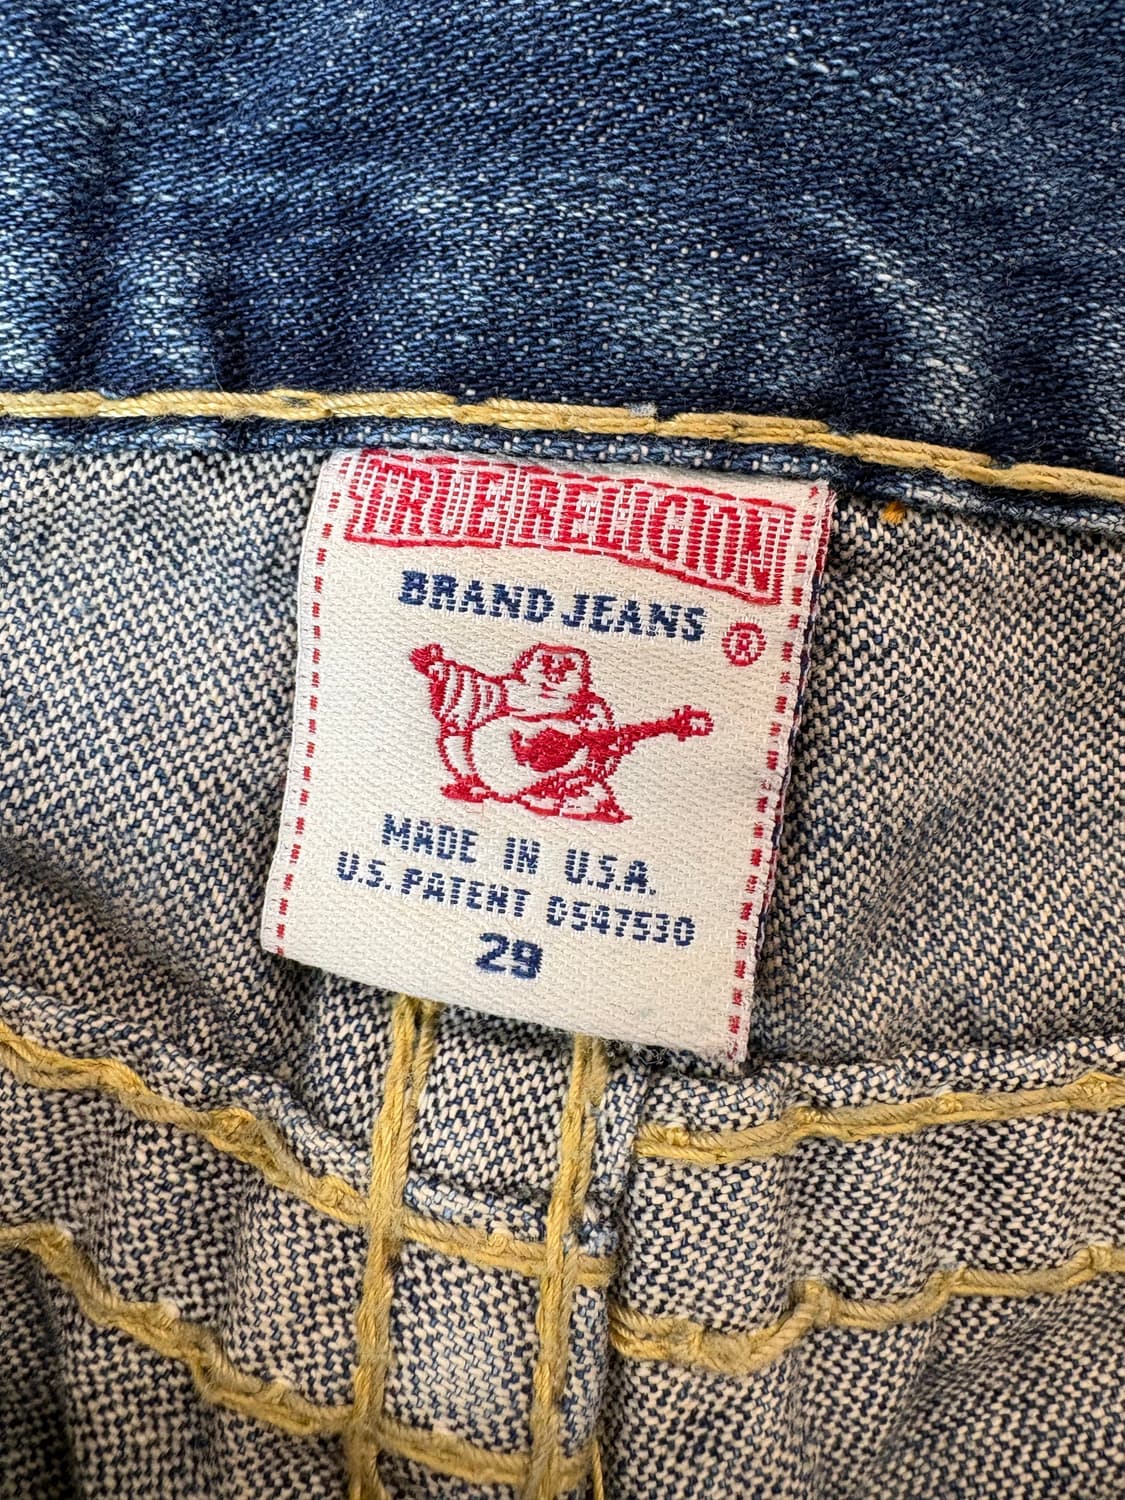 TRUE RELIGION
BRAND JEANS ®
MADE IN U.S.A.
U.S. PATENT D547530
29